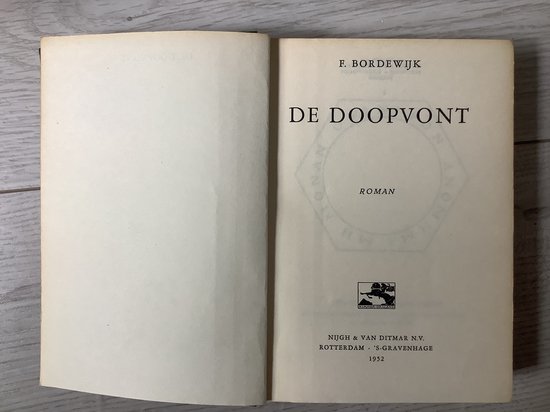 F. BORDEWIJK
DE DOOPVONT
ROMAN
NIJGH & VAN DITMAR N.V.
ROTTERDAM - 'S-GRAVENHAGE
1952